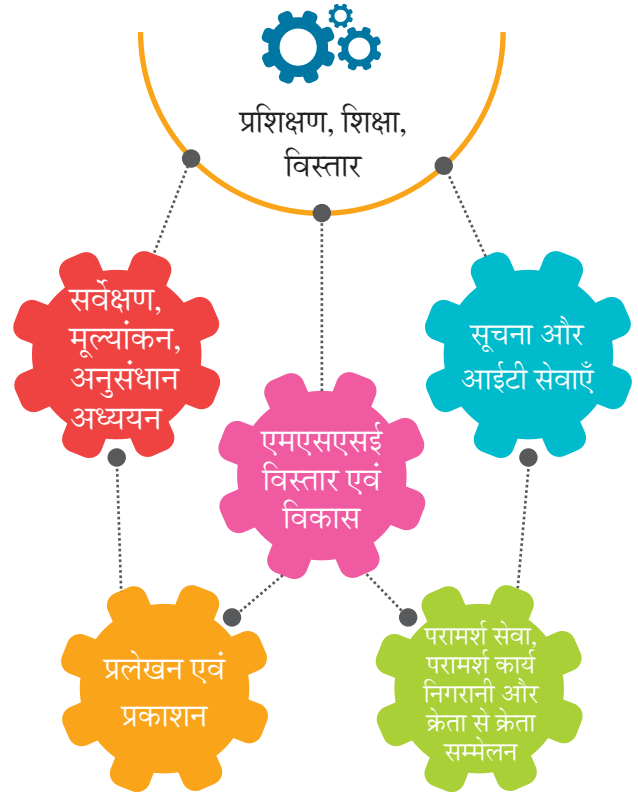 प्रशिक्षण, शिक्षा,
विस्तार
सर्वेक्षण,
मूल्यांकन,
अनुसंधान
अध्ययन
सूचना और
आईटी सेवाएँ
एमएसएसई
विस्तार एवं
विकास
प्रलेखन एवं
प्रकाशन
परामर्श सेवा,
परामर्श कार्य
निगरानी और
क्रेता से क्रेता
सम्मेलन